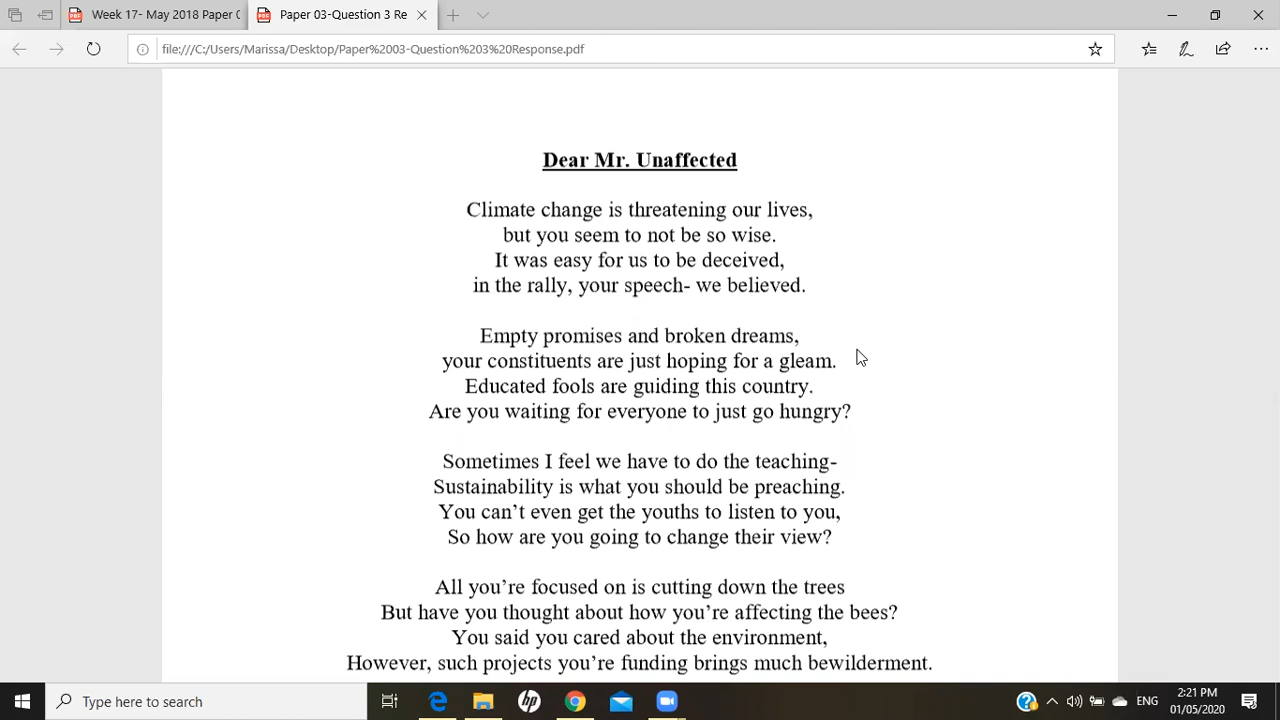 Week 17- May 2018 Paper 0
Paper 03-Question 3 Re
file:///C:/Users/Marissa/Desktop/Paper%2003-Question%203%20Response.pdf
Dear Mr. Unaffected
Climate change is threatening our lives,
but you seem to not be so wise.
It was easy for us to be deceived,
in the rally, your speech- we believed.
Empty promises and broken dreams,
your constituents are just hoping for a gleam.
Educated fools are guiding this country.
Are you waiting for everyone to just go hungry?
Sometimes I feel we have to do the teaching-
Sustainability is what you should be preaching.
You can’t even get the youths to listen to you,
So how are you going to change their view?
All you’re focused on is cutting down the trees
But have you thought about how you’re affecting the bees?
You said you cared about the environment,
However, such projects you’re funding brings much bewilderment.
Type here to search
hp
ENG
2:21 PM
01/05/2020